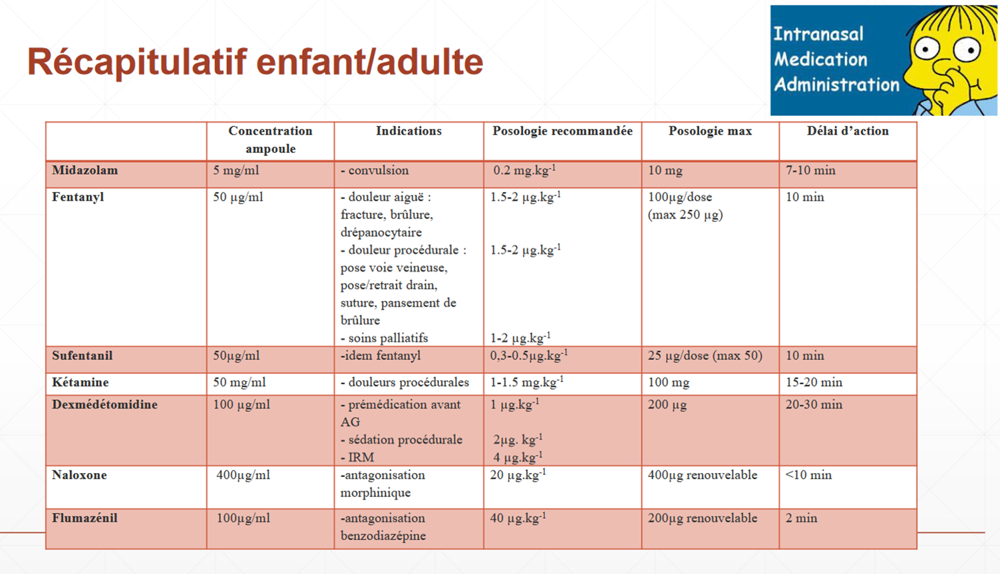 Récapitulatif enfant/adulte
Intranasal
Medication
Administration
Concentration
ampoule
Indications
Posologie recommandée
Posologie max
Délai d’action
Midazolam
5 mg/ml
- convulsion
0.2 mg.kg⁻¹
10 mg
7-10 min
Fentanyl
50 µg/ml
- douleur aiguë :
fracture, brûlure,
drépanocytaire
- douleur procédurale :
pose voie veineuse,
pose/retrait drain,
suture, pansement de
brûlure
- soins palliatifs
1.5-2 µg.kg⁻¹
1.5-2 µg.kg⁻¹
1-2 µg.kg⁻¹
100µg/dose
(max 250 µg)
10 min
Sufentanil
50µg/ml
-idem fentanyl
0,3-0.5µg.kg⁻¹
25 µg/dose (max 50)
10 min
Kétamine
50 mg/ml
- douleurs procédurales
1-1.5 mg.kg⁻¹
100 mg
15-20 min
Dexmédétomidine
100 µg/ml
- prémédication avant
AG
- sédation procédurale
- IRM
1 µg.kg⁻¹
2µg. kg⁻¹
4 µg.kg⁻¹
200 µg
20-30 min
Naloxone
400µg/ml
-antagonisation
morphinique
20 µg.kg⁻¹
400µg renouvelable
<10 min
Flumazénil
100µg/ml
-antagonisation
benzodiazépine
40 µg.kg⁻¹
200µg renouvelable
2 min